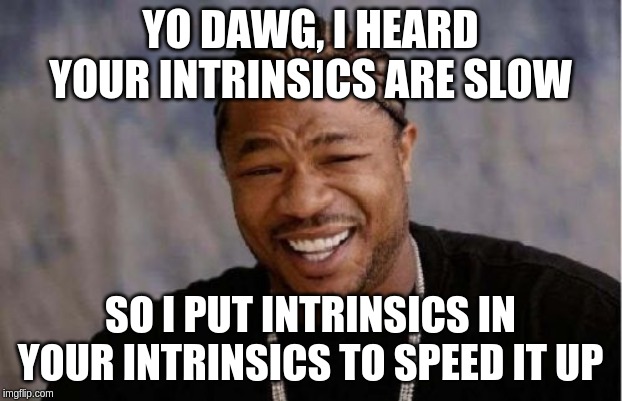 YO DAWG, I HEARD
YOUR INTRINSICS ARE SLOW
SO I PUT INTRINSICS IN
YOUR INTRINSICS TO SPEED IT UP
imgflip.com